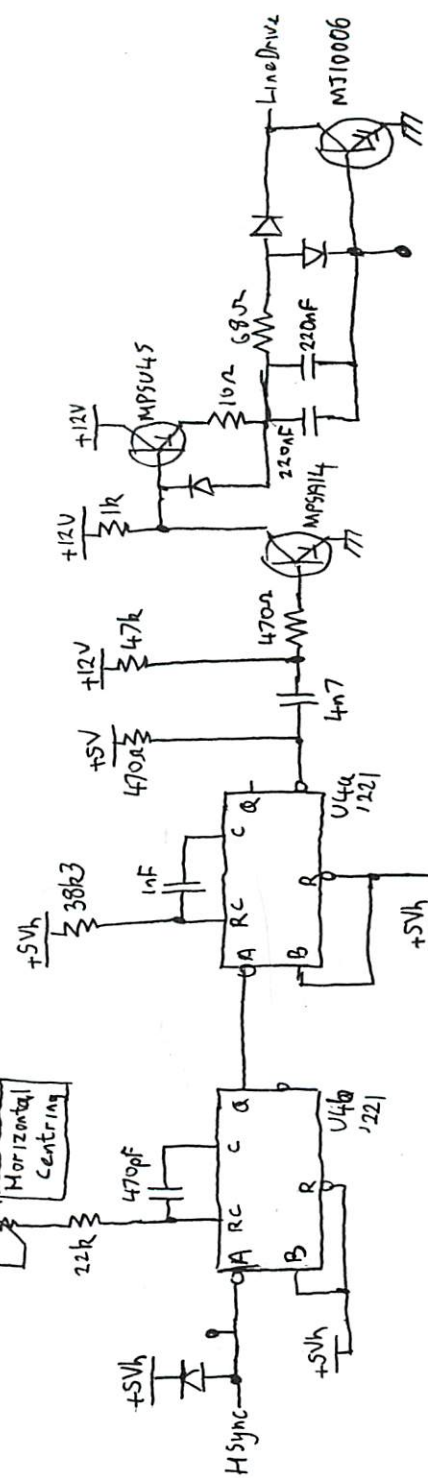 HSync
+5Vh
+5Vh
A
B
R
Q
RC
C
U4b
'221
470pF
22k
Horizontal
Centring
A
B
R
Q
RC
C
U4a
'221
+5Vh
1nF
38k3
+5Vh
+5V
470Ω
4n7
+12V
47k
470Ω
MPSA14
+12V
1k
+12V
MPSU45
10Ω
220nF
220nF
68Ω
LineDrive
MJ10006